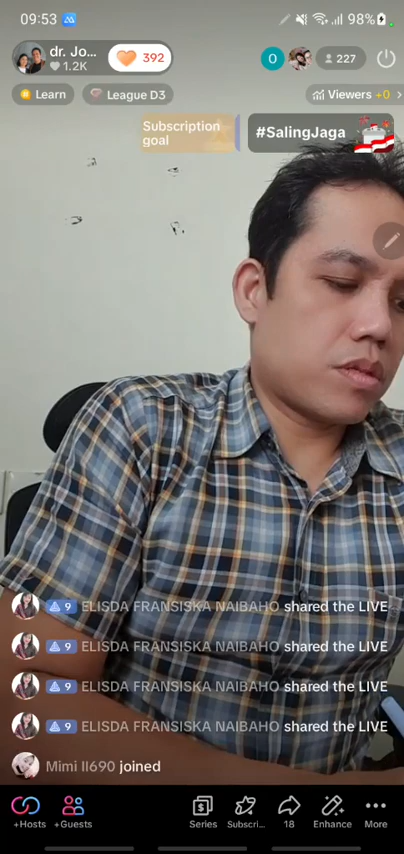 09:53 98%
dr. Jo... 392
1.2K
0 227
Learn League D3 Viewers +0
Subscription
goal
#SalingJaga
9 ELISDA FRANSISKA NAIBAHO shared the LIVE
9 ELISDA FRANSISKA NAIBAHO shared the LIVE
9 ELISDA FRANSISKA NAIBAHO shared the LIVE
9 ELISDA FRANSISKA NAIBAHO shared the LIVE
Mimi ll690 joined
+Hosts +Guests Series Subscri... 18 Enhance More